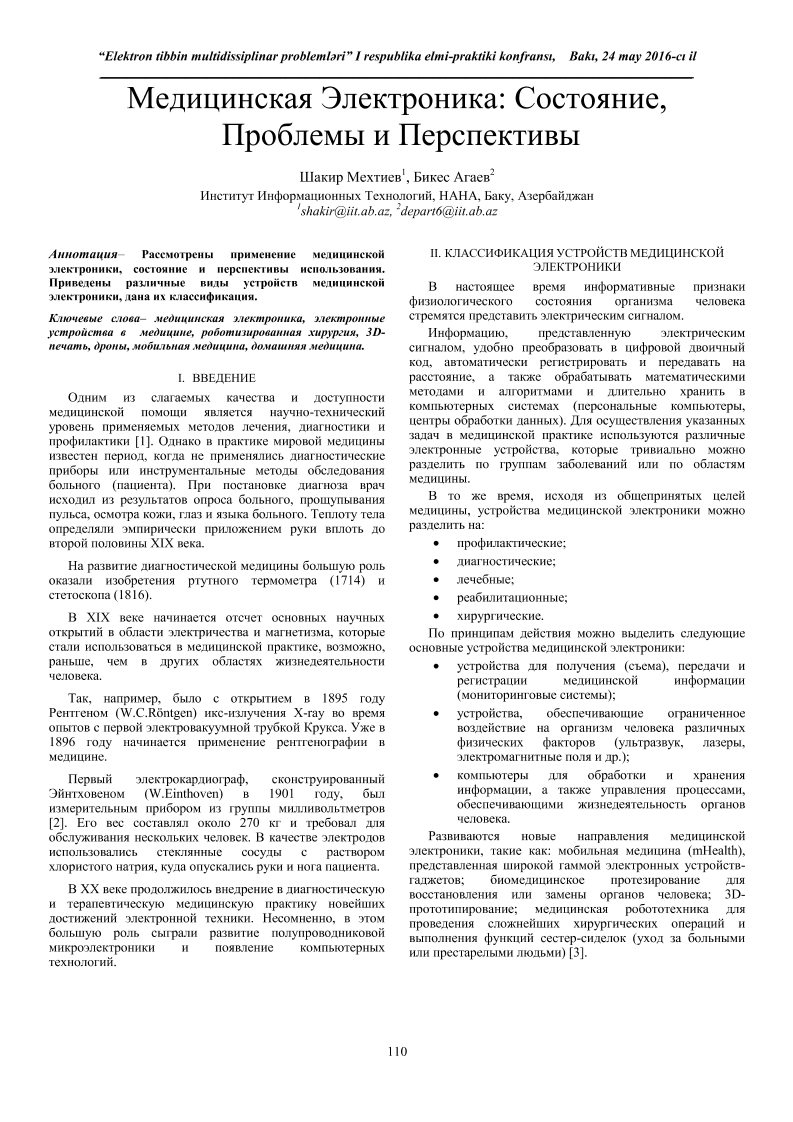 “Elektron tibbin multidissiplinar problemləri” I respublika elmi-praktiki konfransı, Bakı, 24 may 2016-cı il
Медицинская Электроника: Состояние,
Проблемы и Перспективы
Шакир Мехтиев1, Бикес Агаев2
Институт Информационных Технологий, НАНА, Баку, Азербайджан
1shakir@iit.ab.az, 2depart6@iit.ab.az
Аннотация– Рассмотрены применение медицинской
электроники, состояние и перспективы использования.
Приведены различные виды устройств медицинской
электроники, дана их классификация.
Ключевые слова– медицинская электроника, электронные
устройства в медицине, роботизированная хирургия, 3D-
печать, дроны, мобильная медицина, домашняя медицина.
I. ВВЕДЕНИЕ
Одним из слагаемых качества и доступности
медицинской помощи является научно-технический
уровень применяемых методов лечения, диагностики и
профилактики [1]. Однако в практике мировой медицины
известен период, когда не применялись диагностические
приборы или инструментальные методы обследования
больного (пациента). При постановке диагноза врач
исходил из результатов опроса больного, прощупывания
пульса, осмотра кожи, глаз и языка больного. Теплоту тела
определяли эмпирически приложением руки вплоть до
второй половины XIX века.
На развитие диагностической медицины большую роль
оказали изобретения ртутного термометра (1714) и
стетоскопа (1816).
В XIX веке начинается отсчет основных научных
открытий в области электричества и магнетизма, которые
стали использоваться в медицинской практике, возможно,
раньше, чем в других областях жизнедеятельности
человека.
Так, например, было с открытием в 1895 году
Рентгеном (W.C.Röntgen) икс-излучения X-ray во время
опытов с первой электровакуумной трубкой Крукса. Уже в
1896 году начинается применение рентгенографии в
медицине.
Первый электрокардиограф, сконструированный
Эйнтховеном (W.Einthoven) в 1901 году, был
измерительным прибором из группы милливольтметров
[2]. Его вес составлял около 270 кг и требовал для
обслуживания нескольких человек. В качестве электродов
использовались стеклянные сосуды с раствором
хлористого натрия, куда опускались руки и нога пациента.
В XX веке продолжилось внедрение в диагностическую
и терапевтическую медицинскую практику новейших
достижений электронной техники. Несомненно, в этом
большую роль сыграли развитие полупроводниковой
микроэлектроники и появление компьютерных
технологий.
II. КЛАССИФИКАЦИЯ УСТРОЙСТВ МЕДИЦИНСКОЙ
ЭЛЕКТРОНИКИ
В настоящее время информативные признаки
физиологического состояния организма человека
стремятся представить электрическим сигналом.
Информацию, представленную электрическим
сигналом, удобно преобразовать в цифровой двоичный
код, автоматически регистрировать и передавать на
расстояние, а также обрабатывать математическими
методами и алгоритмами и длительно хранить в
компьютерных системах (персональные компьютеры,
центры обработки данных). Для осуществления указанных
задач в медицинской практике используются различные
электронные устройства, которые тривиально можно
разделить по группам заболеваний или по областям
медицины.
В то же время, исходя из общепринятых целей
медицины, устройства медицинской электроники можно
разделить на:
• профилактические;
• диагностические;
• лечебные;
• реабилитационные;
• хирургические.
По принципам действия можно выделить следующие
основные устройства медицинской электроники:
• устройства для получения (съема), передачи и
регистрации медицинской информации
(мониторинговые системы);
• устройства, обеспечивающие ограниченное
воздействие на организм человека различных
физических факторов (ультразвук, лазеры,
электромагнитные поля и др.);
• компьютеры для обработки и хранения
информации, а также управления процессами,
обеспечивающими жизнедеятельность органов
человека.
Развиваются новые направления медицинской
электроники, такие как: мобильная медицина (mHealth),
представленная широкой гаммой электронных устройств-
гаджетов; биомедицинское протезирование для
восстановления или замены органов человека; 3D-
прототипирование; медицинская робототехника для
проведения сложнейших хирургических операций и
выполнения функций сестер-сиделок (уход за больными
или престарелыми людьми) [3].
110